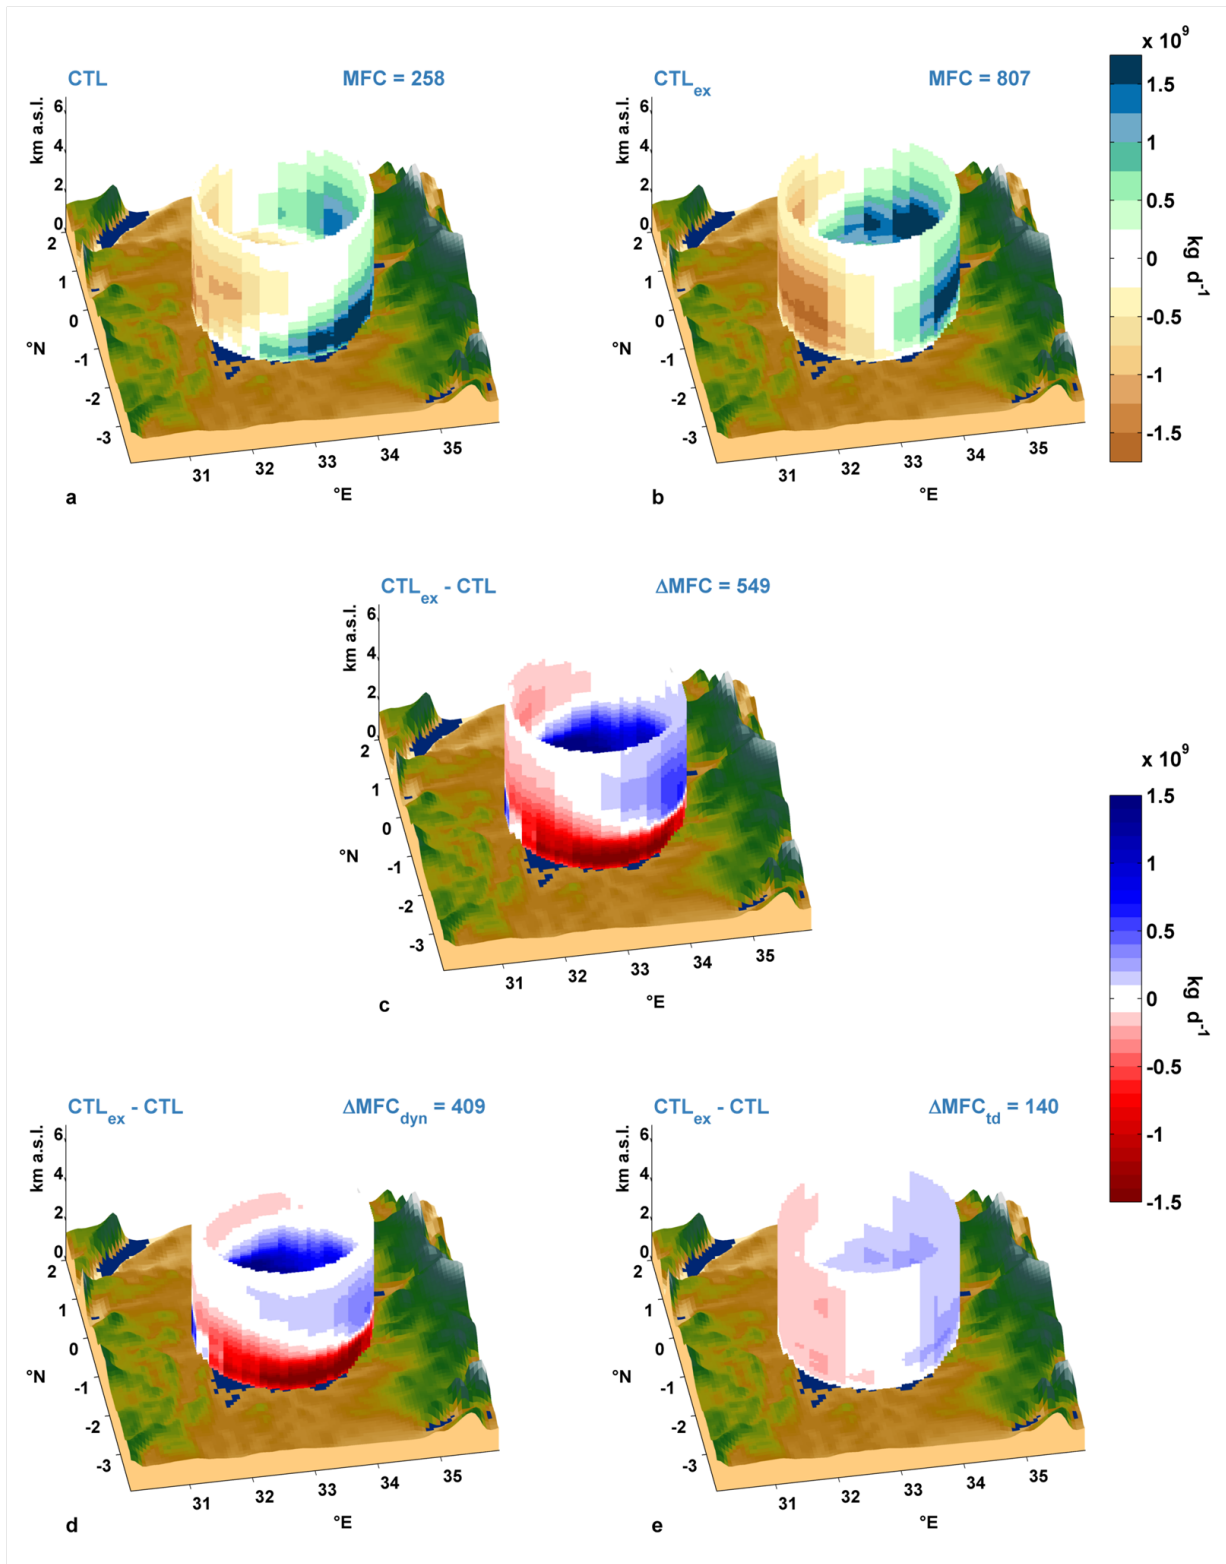 x 10⁹
CTL MFC = 258
CTL_ex MFC = 807
km a.s.l.
6
4
2
0
2
1
0
-1
-2
-3
°N
31 32 33 34 35
°E
a
km a.s.l.
6
4
2
0
2
1
0
-1
-2
-3
°N
31 32 33 34 35
°E
b
1.5
1
0.5
0
-0.5
-1
-1.5
kg d⁻¹
CTL_ex - CTL ΔMFC = 549
km a.s.l.
6
4
2
0
2
1
0
-1
-2
-3
°N
31 32 33 34 35
°E
c
x 10⁹
1.5
1
0.5
0
-0.5
-1
-1.5
kg d⁻¹
CTL_ex - CTL ΔMFC_dyn = 409
km a.s.l.
6
4
2
0
2
1
0
-1
-2
-3
°N
31 32 33 34 35
°E
d
CTL_ex - CTL ΔMFC_td = 140
km a.s.l.
6
4
2
0
2
1
0
-1
-2
-3
°N
31 32 33 34 35
°E
e